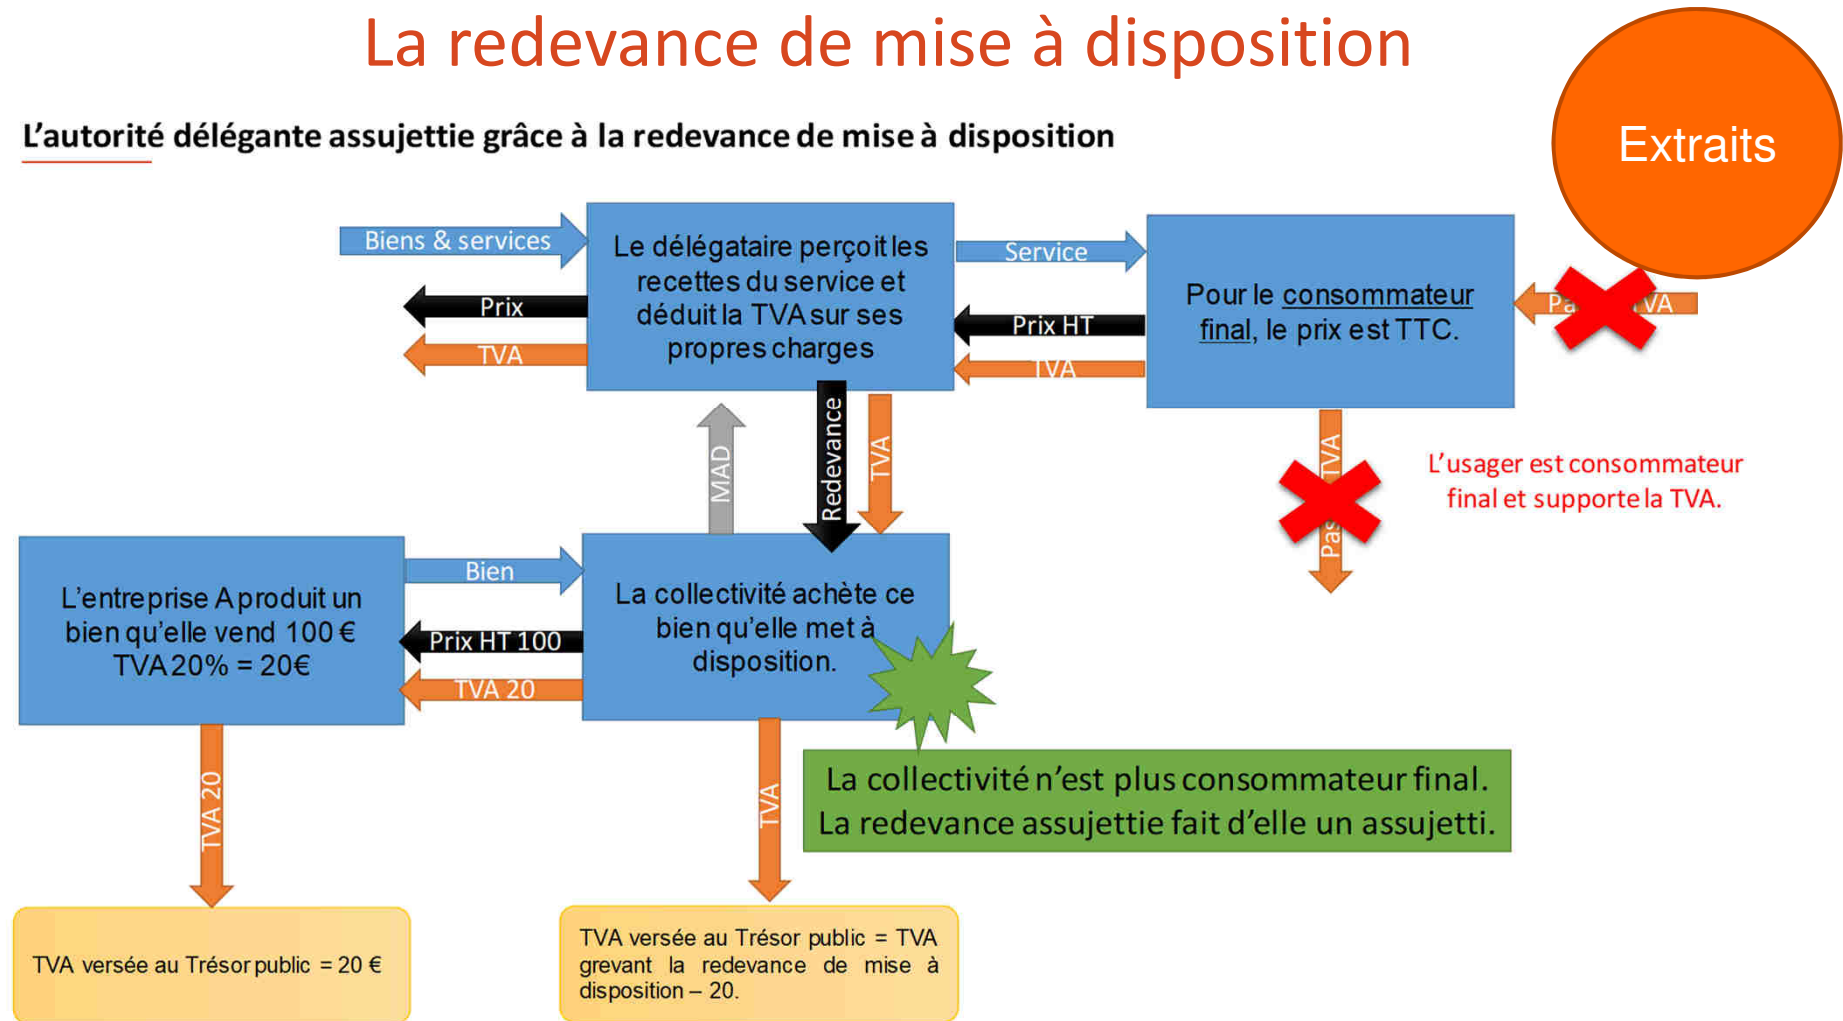 La redevance de mise à disposition
Extraits
L'autorité délégante assujettie grâce à la redevance de mise à disposition
Biens & services
Prix
TVA
Le délégataire perçoit les
recettes du service et
déduit la TVA sur ses
propres charges
Service
Prix HT
TVA
Pour le consommateur
final, le prix est TTC.
TVA
MAD
Redevance
TVA
Pas TVA
L'usager est consommateur
final et supporte la TVA.
L'entreprise A produit un
bien qu'elle vend 100 €
TVA 20% = 20€
Bien
Prix HT 100
TVA 20
La collectivité achète ce
bien qu'elle met à
disposition.
TVA 20
TVA
La collectivité n'est plus consommateur final.
La redevance assujettie fait d'elle un assujetti.
TVA versée au Trésor public = 20 €
TVA versée au Trésor public = TVA
grevant la redevance de mise à
disposition – 20.